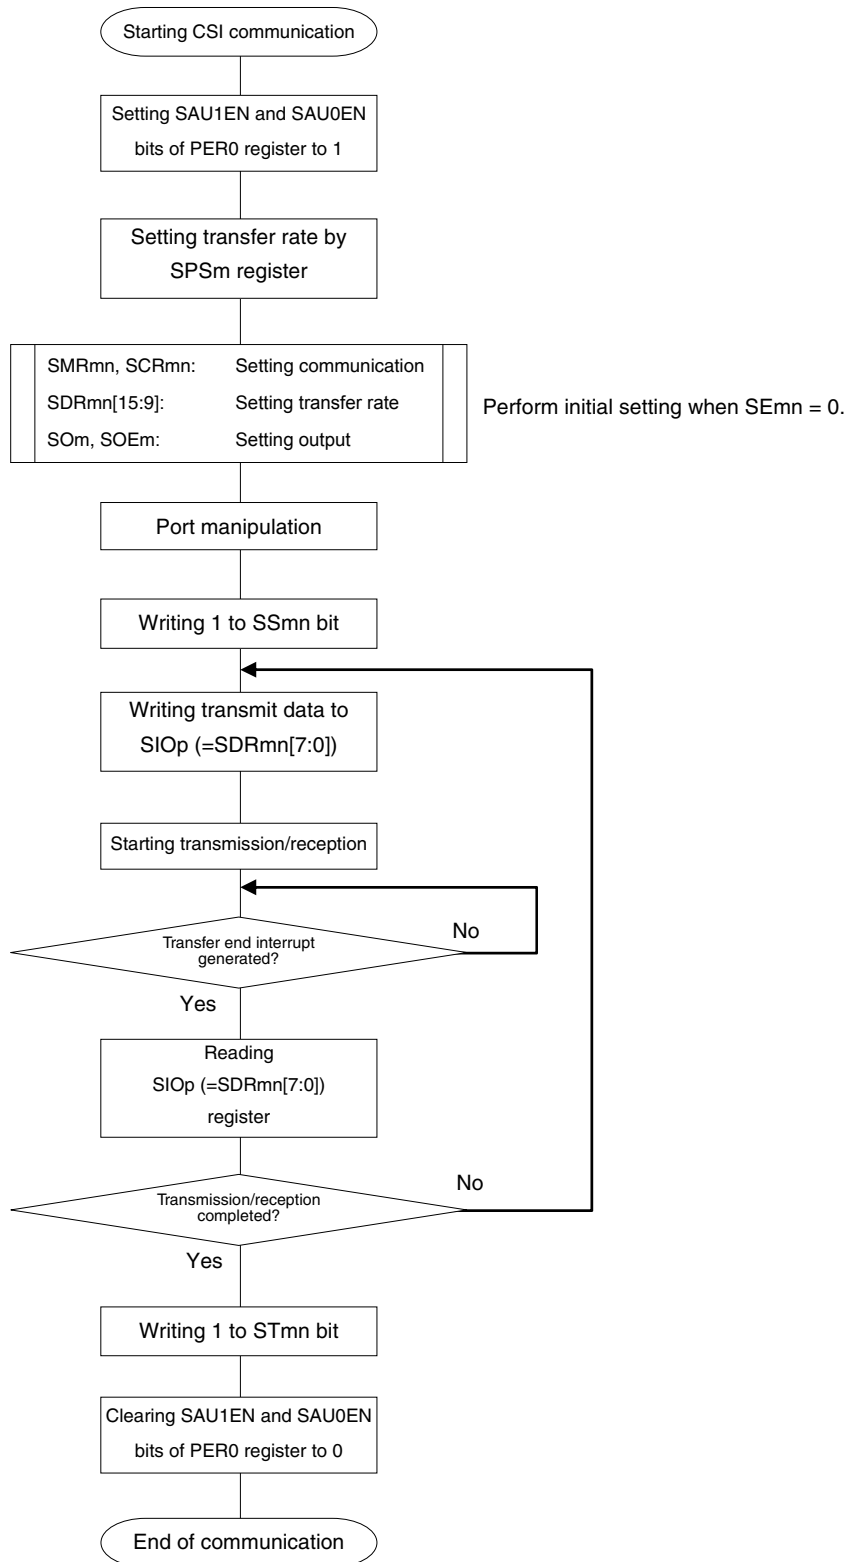 Starting CSI communication
Setting SAU1EN and SAU0EN
bits of PER0 register to 1
Setting transfer rate by
SPSm register
SMRmn, SCRmn: Setting communication
SDRmn[15:9]: Setting transfer rate
SOm, SOEm: Setting output
Perform initial setting when SEmn = 0.
Port manipulation
Writing 1 to SSmn bit
Writing transmit data to
SIOp (=SDRmn[7:0])
Starting transmission/reception
Transfer end interrupt
generated?
No
Yes
Reading
SIOp (=SDRmn[7:0])
register
Transmission/reception
completed?
No
Yes
Writing 1 to STmn bit
Clearing SAU1EN and SAU0EN
bits of PER0 register to 0
End of communication